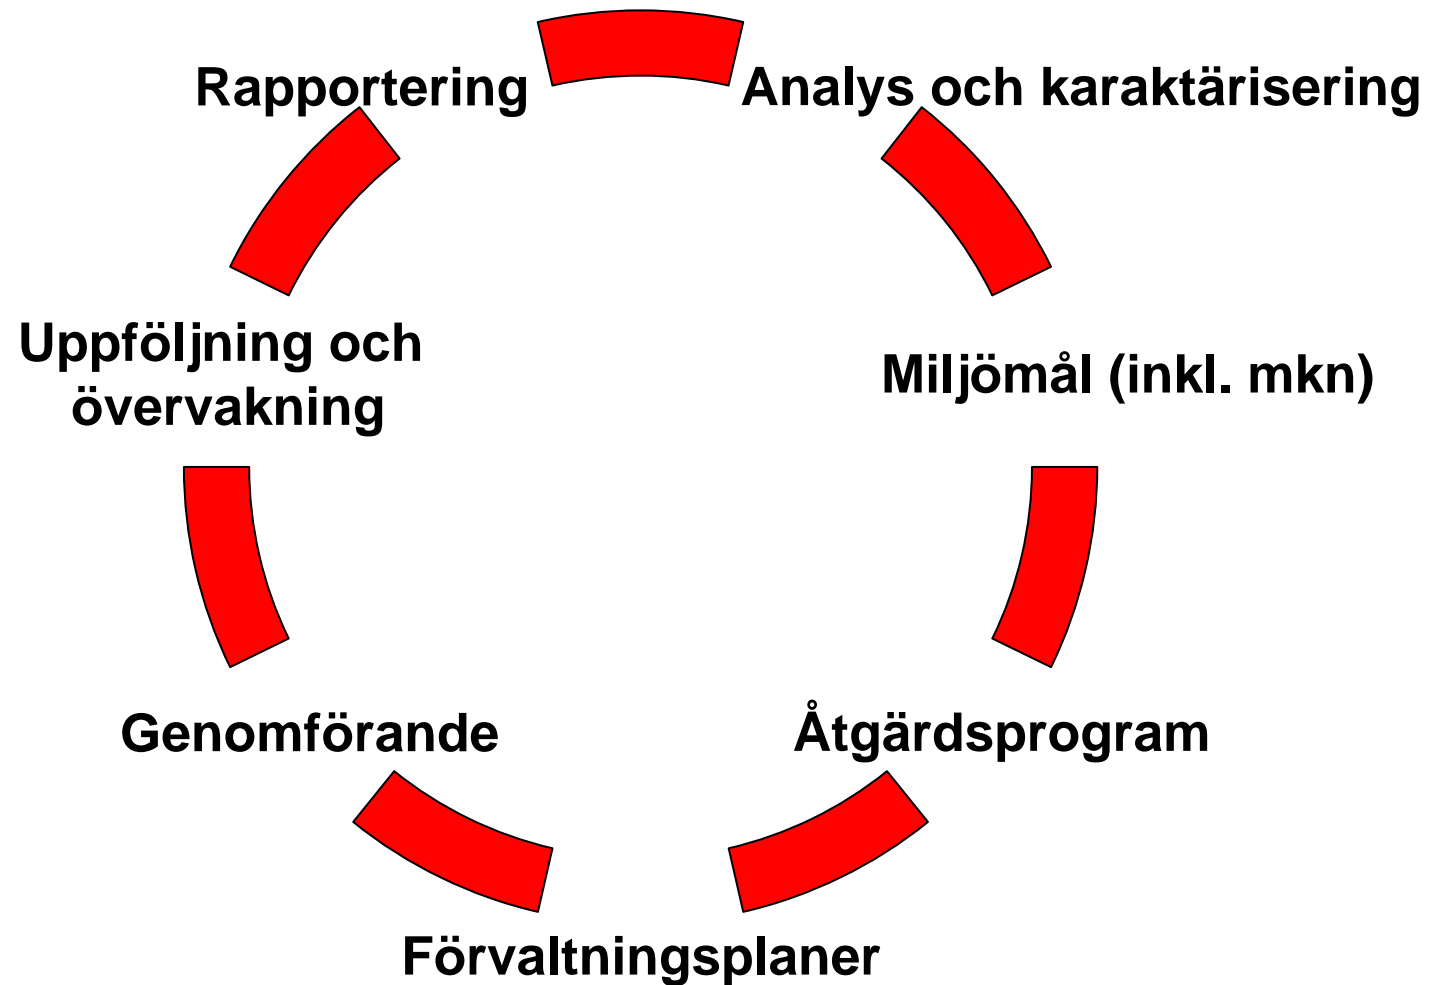 Rapportering
Analys och karaktärisering
Uppföljning och
övervakning
Miljömål (inkl. mkn)
Genomförande
Åtgärdsprogram
Förvaltningsplaner